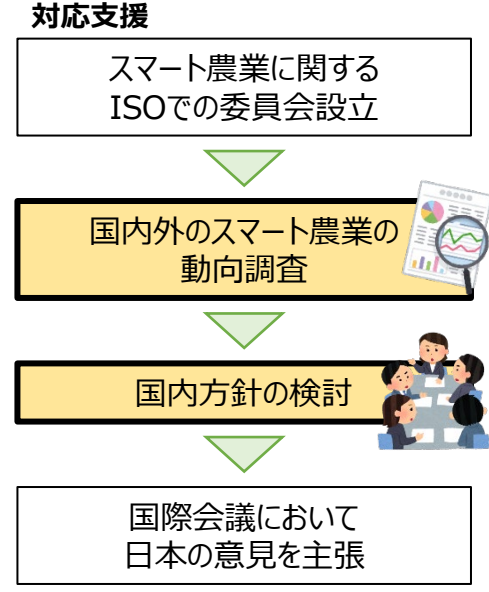 対応支援
スマート農業に関する
ISOでの委員会設立
国内外のスマート農業の
動向調査
国内方針の検討
国際会議において
日本の意見を主張